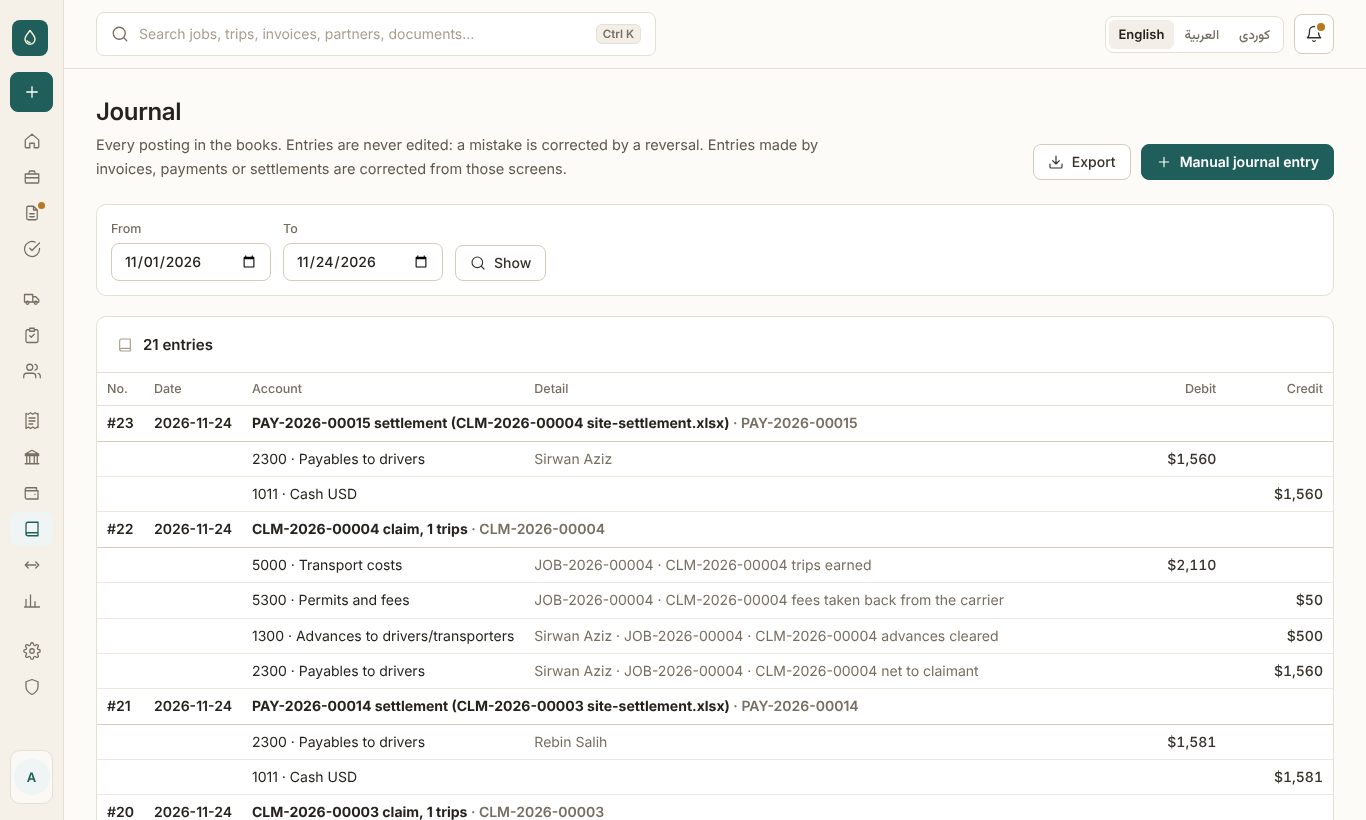 Search jobs, trips, invoices, partners, documents...
Ctrl K
English
العربية
كوردی
Journal
Every posting in the books. Entries are never edited: a mistake is corrected by a reversal. Entries made by
invoices, payments or settlements are corrected from those screens.
Export
Manual journal entry
From
To
11/01/2026
11/24/2026
Show
21 entries
No. Date Account Detail Debit Credit
#23 2026-11-24 PAY-2026-00015 settlement (CLM-2026-00004 site-settlement.xlsx) · PAY-2026-00015
2300 · Payables to drivers Sirwan Aziz $1,560
1011 · Cash USD $1,560
#22 2026-11-24 CLM-2026-00004 claim, 1 trips · CLM-2026-00004
5000 · Transport costs JOB-2026-00004 · CLM-2026-00004 trips earned $2,110
5300 · Permits and fees JOB-2026-00004 · CLM-2026-00004 fees taken back from the carrier $50
1300 · Advances to drivers/transporters Sirwan Aziz · JOB-2026-00004 · CLM-2026-00004 advances cleared $500
2300 · Payables to drivers Sirwan Aziz · JOB-2026-00004 · CLM-2026-00004 net to claimant $1,560
#21 2026-11-24 PAY-2026-00014 settlement (CLM-2026-00003 site-settlement.xlsx) · PAY-2026-00014
2300 · Payables to drivers Rebin Salih $1,581
1011 · Cash USD $1,581
#20 2026-11-24 CLM-2026-00003 claim, 1 trips · CLM-2026-00003
A